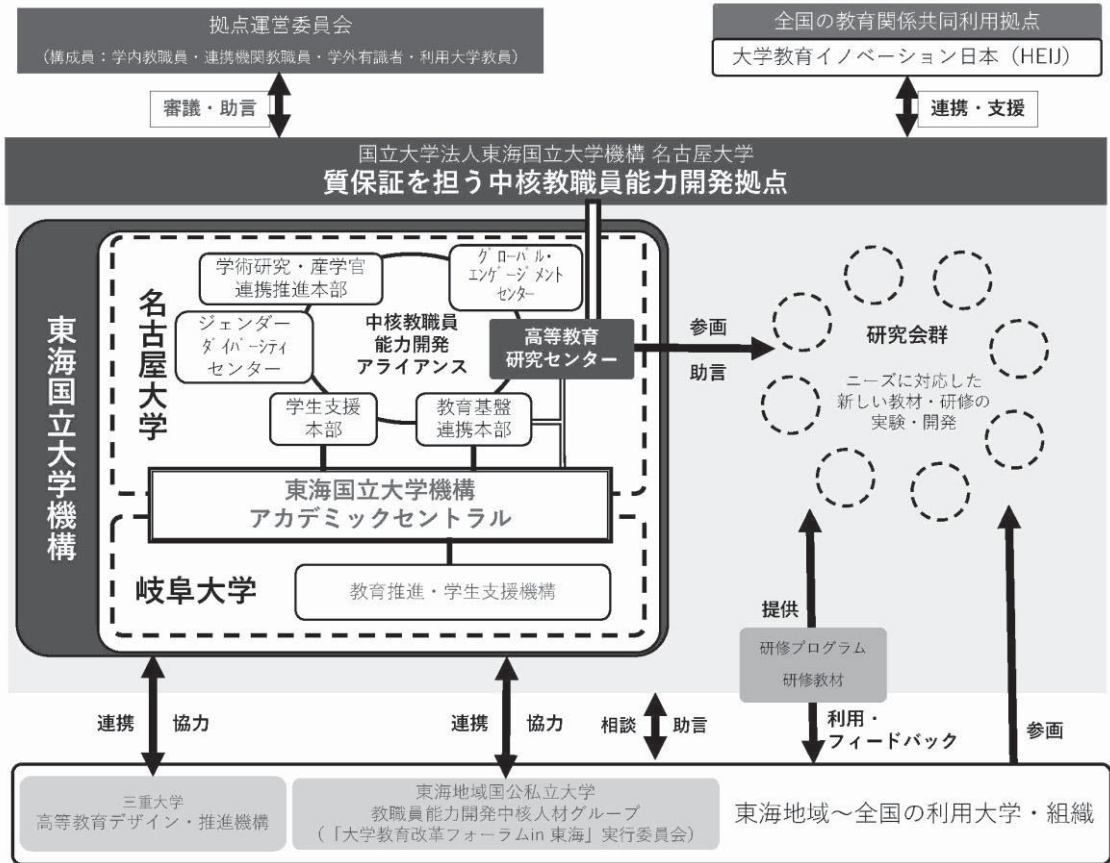 拠点運営委員会
（構成員：学内教職員・連携機関教職員・学外有識者・利用大学教員）
全国の教育関係共同利用拠点
大学教育イノベーション日本（HEIJ）
審議・助言
連携・支援
国立大学法人東海国立大学機構 名古屋大学
質保証を担う中核教職員能力開発拠点
東海国立大学機構
名古屋大学
学術研究・産学官
連携推進本部
グローバル・
エンゲージメント
センター
ジェンダー
ダイバーシティ
センター
中核教職員
能力開発
アライアンス
高等教育
研究センター
学生支援
本部
教育基盤
連携本部
参画
助言
研究会群
ニーズに対応した
新しい教材・研修の
実験・開発
東海国立大学機構
アカデミックセントラル
岐阜大学
教育推進・学生支援機構
提供
研修プログラム
研修教材
連携 協力
連携 協力
相談 助言
利用・
フィードバック
参画
三重大学
高等教育デザイン・推進機構
東海地域国公私立大学
教職員能力開発中核人材グループ
（「大学教育改革フォーラムin 東海」実行委員会）
東海地域～全国の利用大学・組織